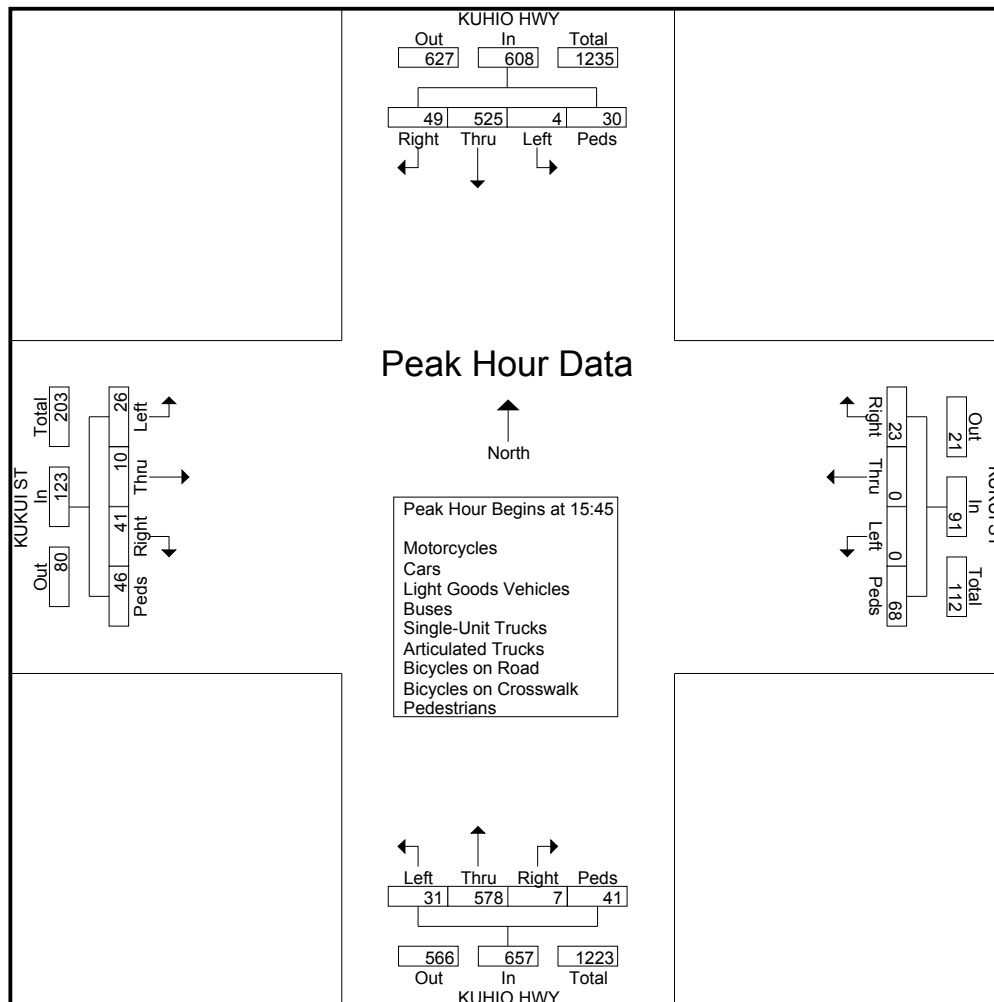 KUHIO HWY
Out In Total
627 608 1235
49 525 4 30
Right Thru Left Peds
Peak Hour Data
North
KUKUI ST
Total In Out
203 123 80
26 10 41 46
Left Thru Right Peds
Right Thru Left Peds
23 0 0 68
Out In Total
21 91 112
KUKUI ST
Peak Hour Begins at 15:45
Motorcycles
Cars
Light Goods Vehicles
Buses
Single-Unit Trucks
Articulated Trucks
Bicycles on Road
Bicycles on Crosswalk
Pedestrians
Left Thru Right Peds
31 578 7 41
566 657 1223
Out In Total
KUHIO HWY